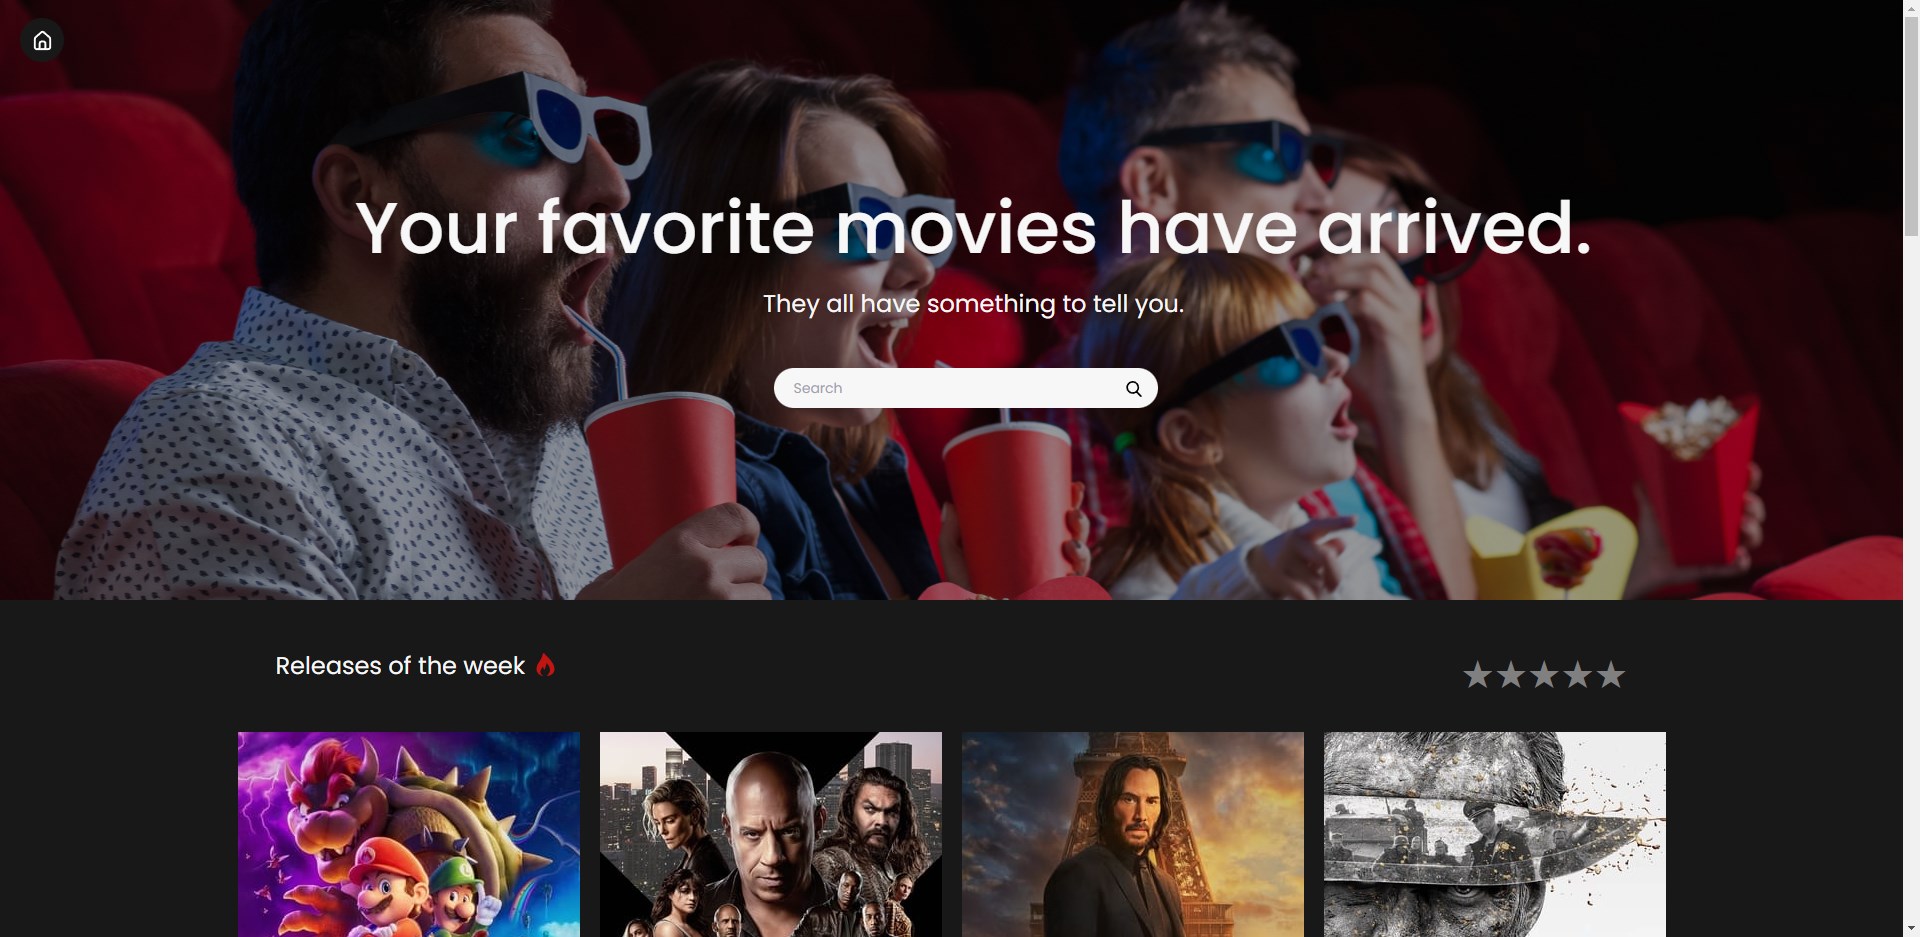 Your favorite movies have arrived.
They all have something to tell you.
Search
Releases of the week